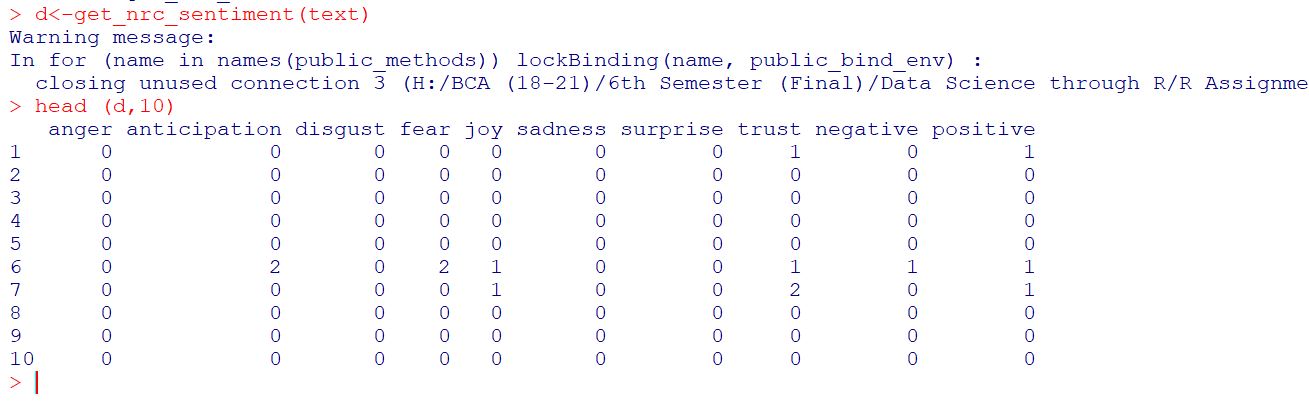 > d<-get_nrc_sentiment(text)
Warning message:
In for (name in names(public_methods)) lockBinding(name, public_bind_env) :
  closing unused connection 3 (H:/BCA (18-21)/6th Semester (Final)/Data Science through R/R Assignme
> head (d,10)
   anger anticipation disgust fear joy sadness surprise trust negative positive
1      0            0       0    0   0       0        0     1        0        1
2      0            0       0    0   0       0        0     0        0        0
3      0            0       0    0   0       0        0     0        0        0
4      0            0       0    0   0       0        0     0        0        0
5      0            0       0    0   0       0        0     0        0        0
6      0            2       0    2   1       0        0     1        1        1
7      0            0       0    0   1       0        0     2        0        1
8      0            0       0    0   0       0        0     0        0        0
9      0            0       0    0   0       0        0     0        0        0
10     0            0       0    0   0       0        0     0        0        0
>